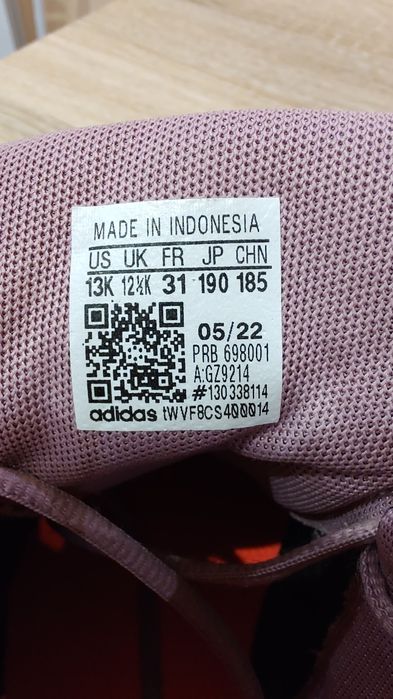 MADE IN INDONESIA
US UK FR JP CHN
13K 12½K 31 190 185
05/22
PRB 698001
A:GZ9214
#130338114
adidas tWVF8CS400014